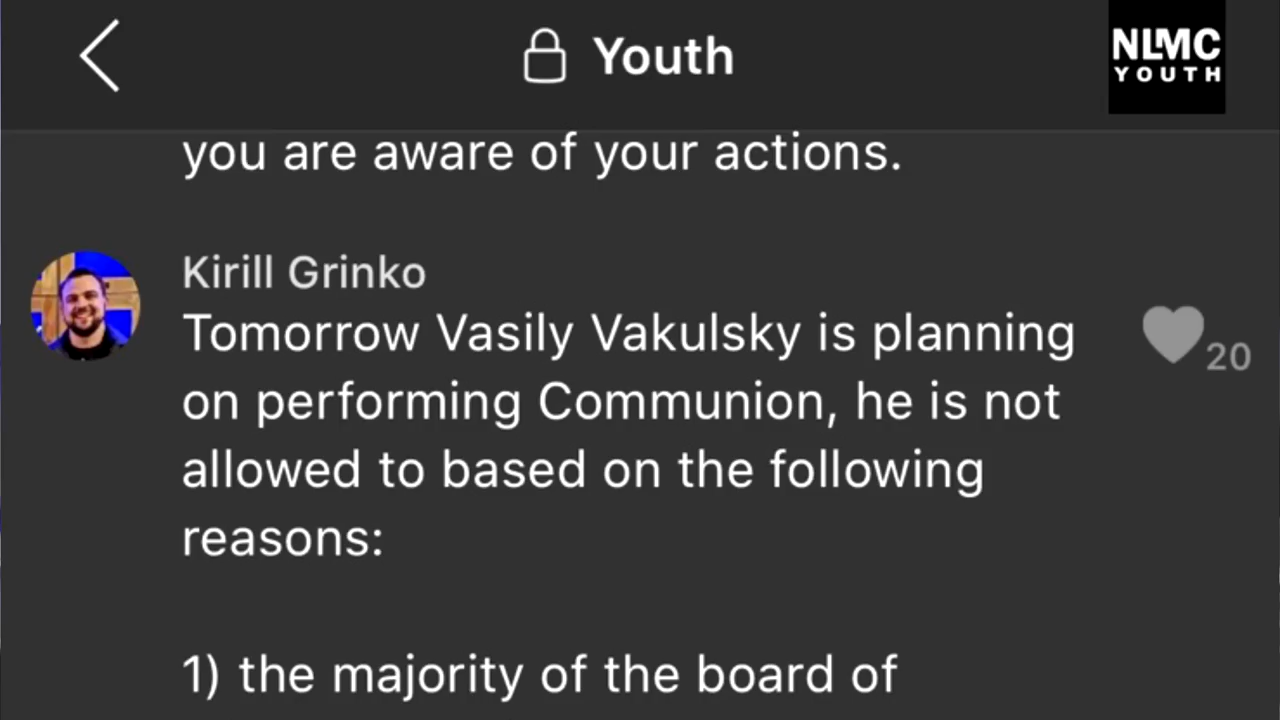 Youth
NLMC
YOUTH
you are aware of your actions.
Kirill Grinko
Tomorrow Vasily Vakulsky is planning
on performing Communion, he is not
allowed to based on the following
reasons:
20
1) the majority of the board of